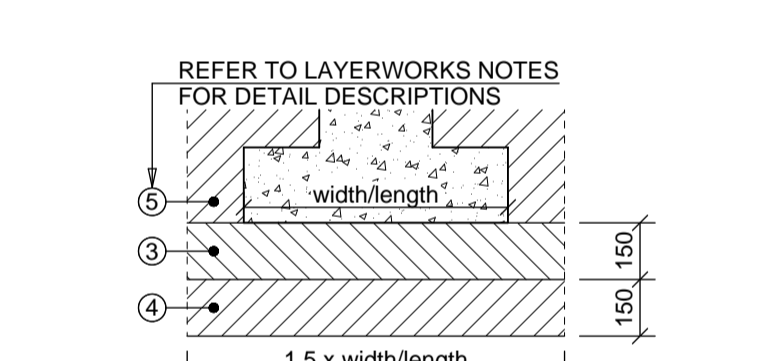 REFER TO LAYERWORKS NOTES
FOR DETAIL DESCRIPTIONS
width/length
5
3
150
4
150
1.5 x width/length